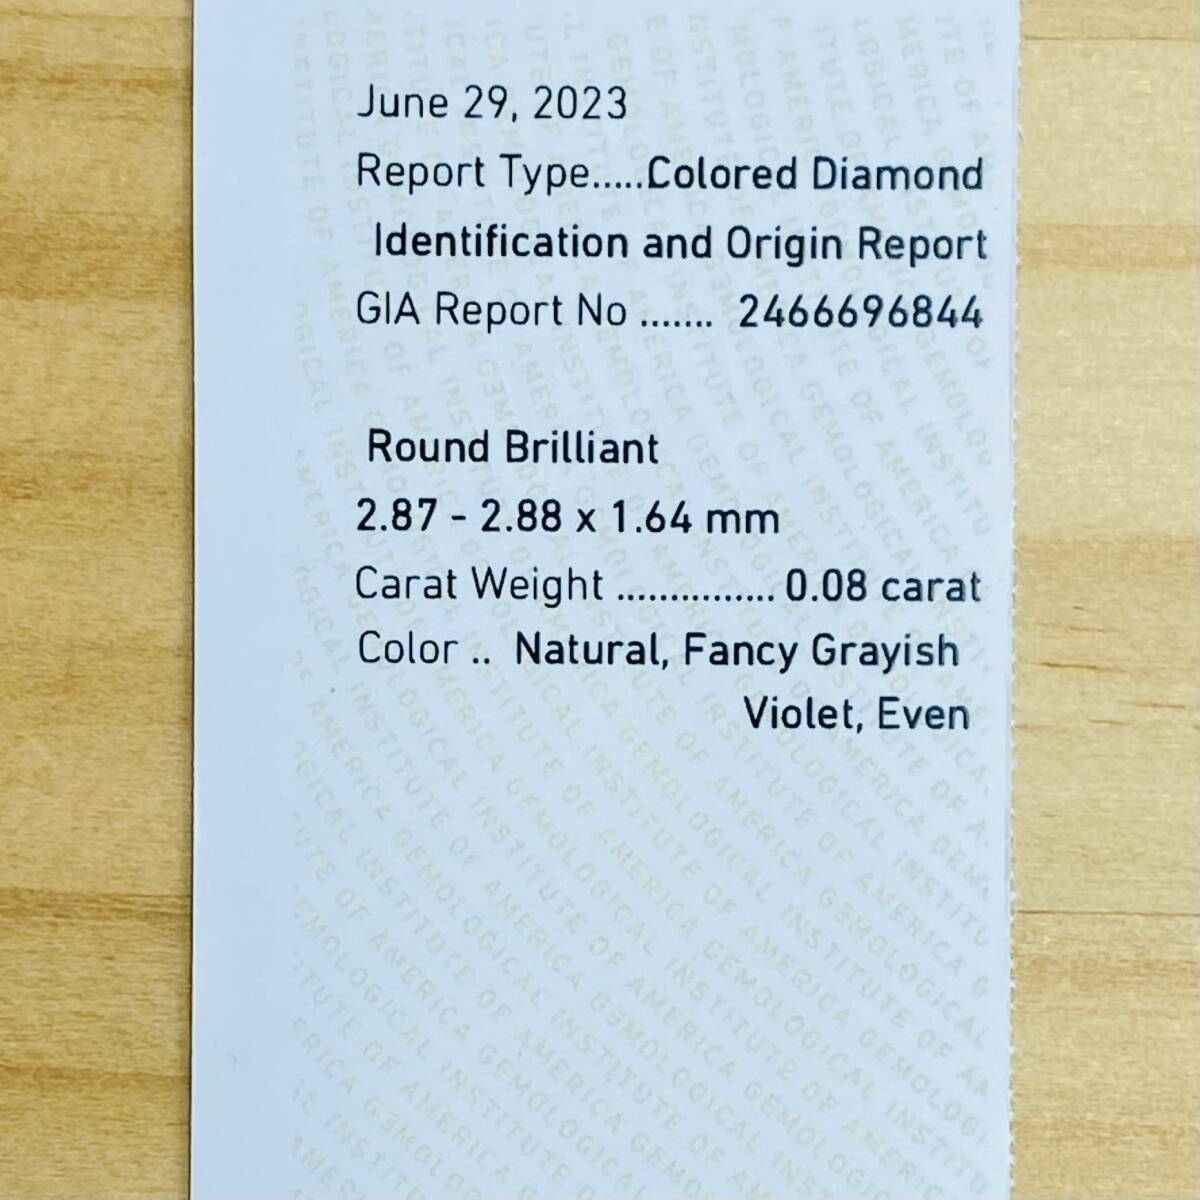 June 29, 2023
Report Type.....Colored Diamond
Identification and Origin Report
GIA Report No ....... 2466696844
Round Brilliant
2.87 - 2.88 x 1.64 mm
Carat Weight ............... 0.08 carat
Color .. Natural, Fancy Grayish
Violet, Even